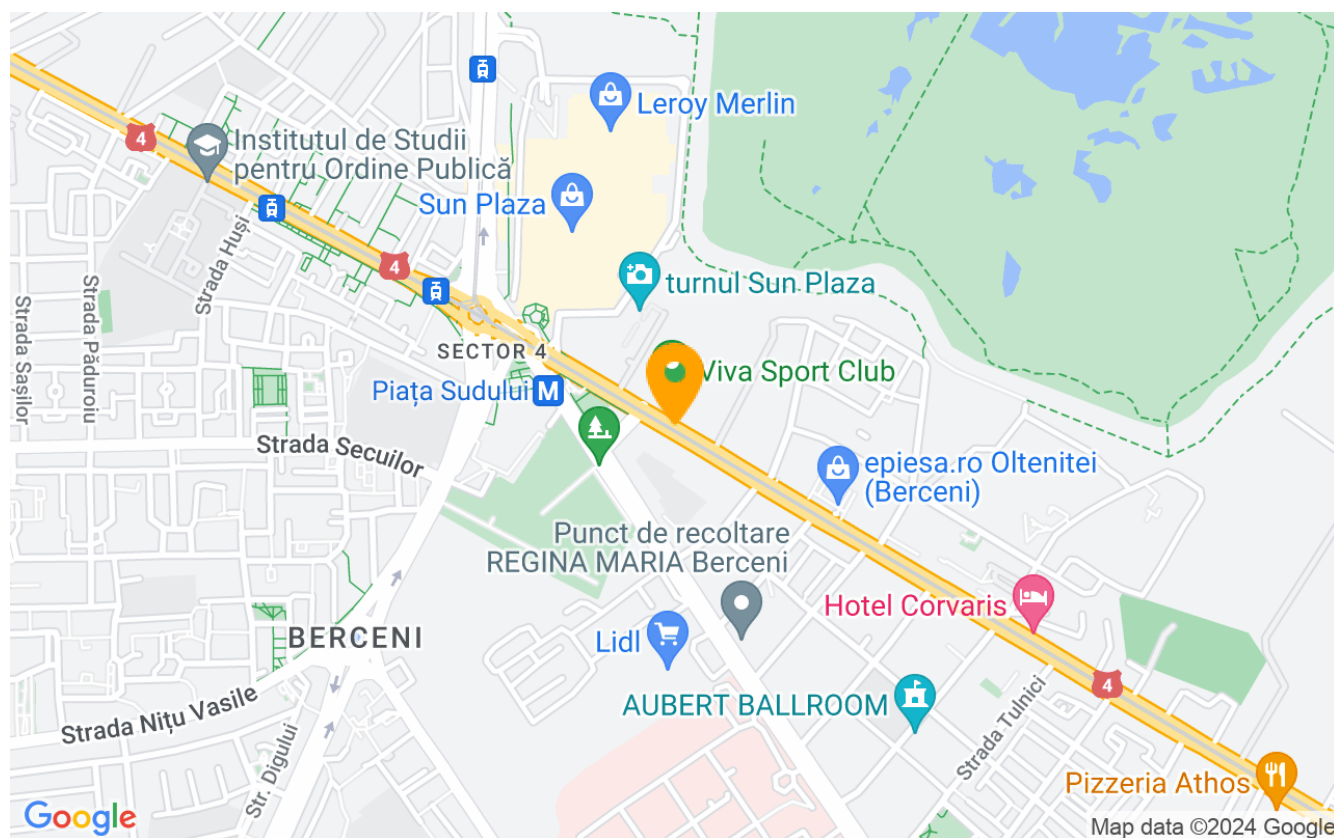 Leroy Merlin
4
Institutul de Studii
pentru Ordine Publică
Sun Plaza
Strada Huși
4
turnul Sun Plaza
Strada Sașilor
Strada Păduroiu
SECTOR 4
Viva Sport Club
Piața Sudului
M
Strada Secuilor
epiesa.ro Oltenitei
(Berceni)
Punct de recoltare
REGINA MARIA Berceni
Hotel Corvaris
BERCENI
Lidl
4
AUBERT BALLROOM
Strada Nițu Vasile
Strada Tulnici
Str. Digului
Pizzeria Athos
Google
Map data ©2024 Google